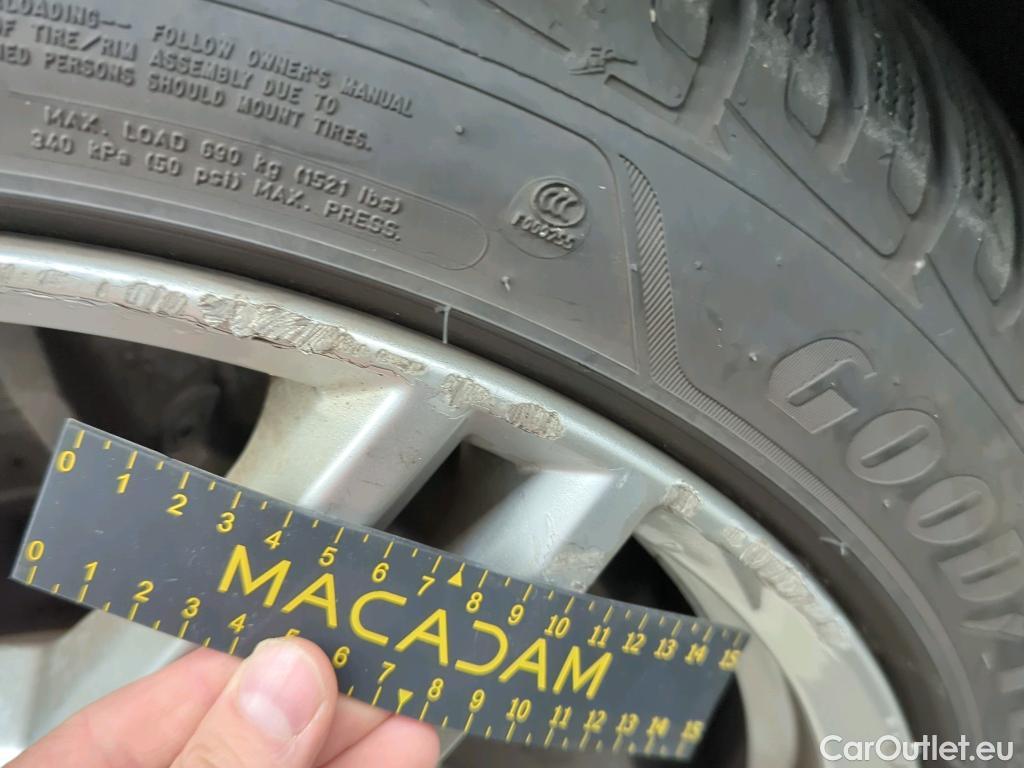 LOADING-- FOLLOW OWNER'S MANUAL
OF TIRE/RIM ASSEMBLY DUE TO
PERSONS SHOULD MOUNT TIRES.
MAX. LOAD 690 kg (1521 lbs)
340 kPa (50 psi) MAX. PRESS.
CCC
GOOD
0 1 2 3 4 5 6 7 8 9 10 11 12 13 14 15
MACADAM
0 1 2 3 4 5 6 7 8 9 10 11 12 13 14 15
CarOutlet.eu